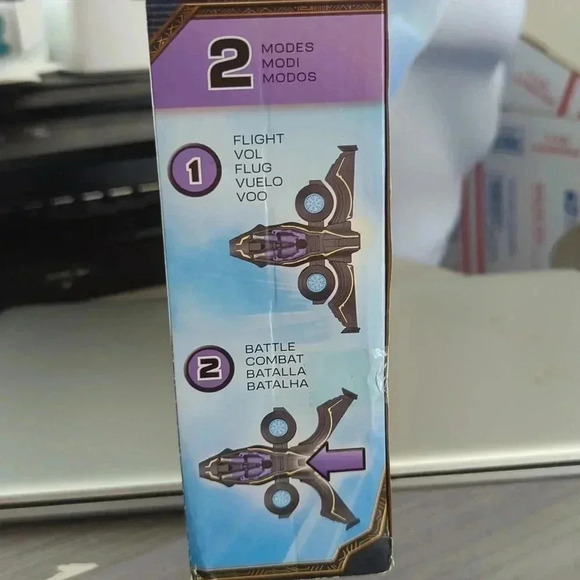 2
MODES
MODI
MODOS
1
FLIGHT
VOL
FLUG
VUELO
VOO
2
BATTLE
COMBAT
BATALLA
BATALHA